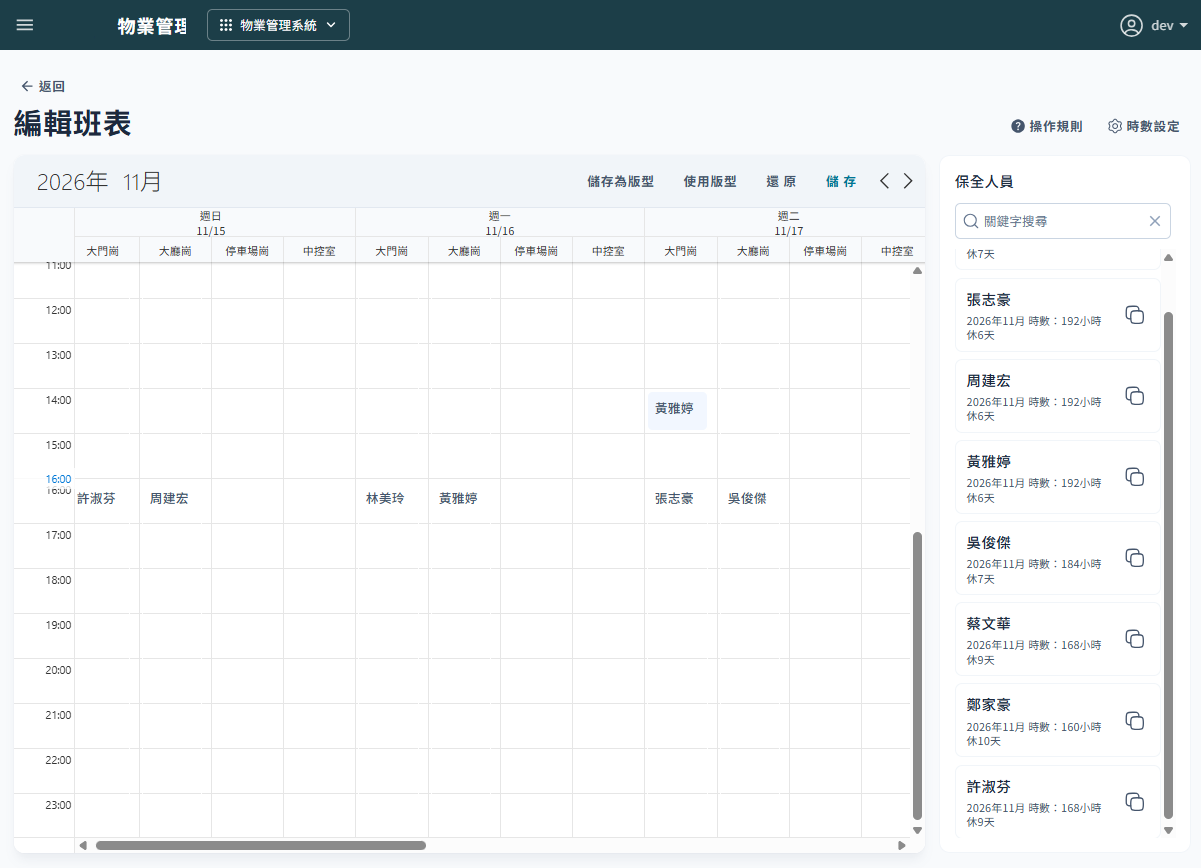 物業管理
物業管理系統
dev
返回
編輯班表
操作規則
時數設定
2026年 11月
儲存為版型
使用版型
還 原
儲 存
週日
11/15
週一
11/16
週二
11/17
大門崗 大廳崗 停車場崗 中控室 大門崗 大廳崗 停車場崗 中控室 大門崗 大廳崗 停車場崗 中控室
11:00
12:00
13:00
14:00
黃雅婷
15:00
16:00
16:00
許淑芬 周建宏 林美玲 黃雅婷 張志豪 吳俊傑
17:00
18:00
19:00
20:00
21:00
22:00
23:00
保全人員
關鍵字搜尋
休7天
張志豪
2026年11月 時數：192小時
休6天
周建宏
2026年11月 時數：192小時
休6天
黃雅婷
2026年11月 時數：192小時
休6天
吳俊傑
2026年11月 時數：184小時
休7天
蔡文華
2026年11月 時數：168小時
休9天
鄭家豪
2026年11月 時數：160小時
休10天
許淑芬
2026年11月 時數：168小時
休9天